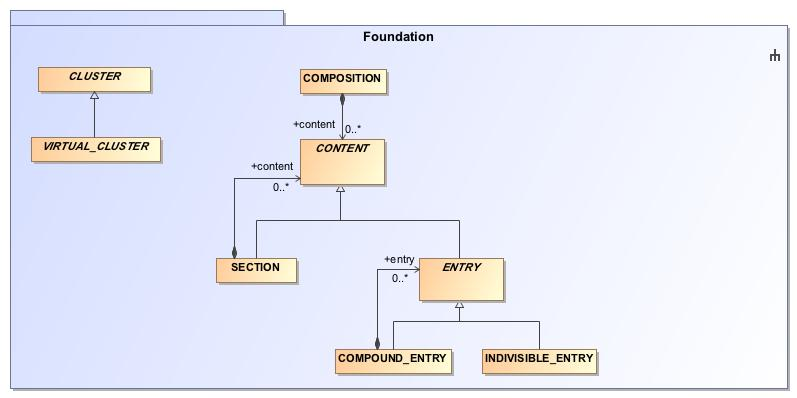 Foundation
CLUSTER
COMPOSITION
+content
0..*
VIRTUAL_CLUSTER
CONTENT
+content
0..*
SECTION
+entry
0..*
ENTRY
COMPOUND_ENTRY
INDIVISIBLE_ENTRY